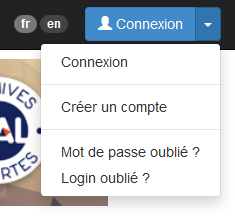 fr en Connexion
Connexion
Créer un compte
Mot de passe oublié ?
Login oublié ?